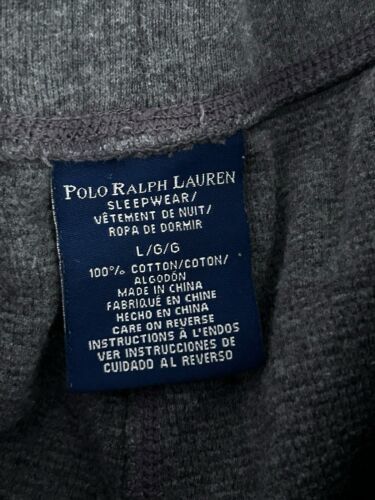 POLO RALPH LAUREN
SLEEPWEAR/
VÊTEMENT DE NUIT/
ROPA DE DORMIR
L/G/G
100% COTTON/COTON/
ALGODÓN
MADE IN CHINA
FABRIQUÉ EN CHINE
HECHO EN CHINA
CARE ON REVERSE
INSTRUCTIONS À L'ENDOS
VER INSTRUCCIONES DE
CUIDADO AL REVERSO